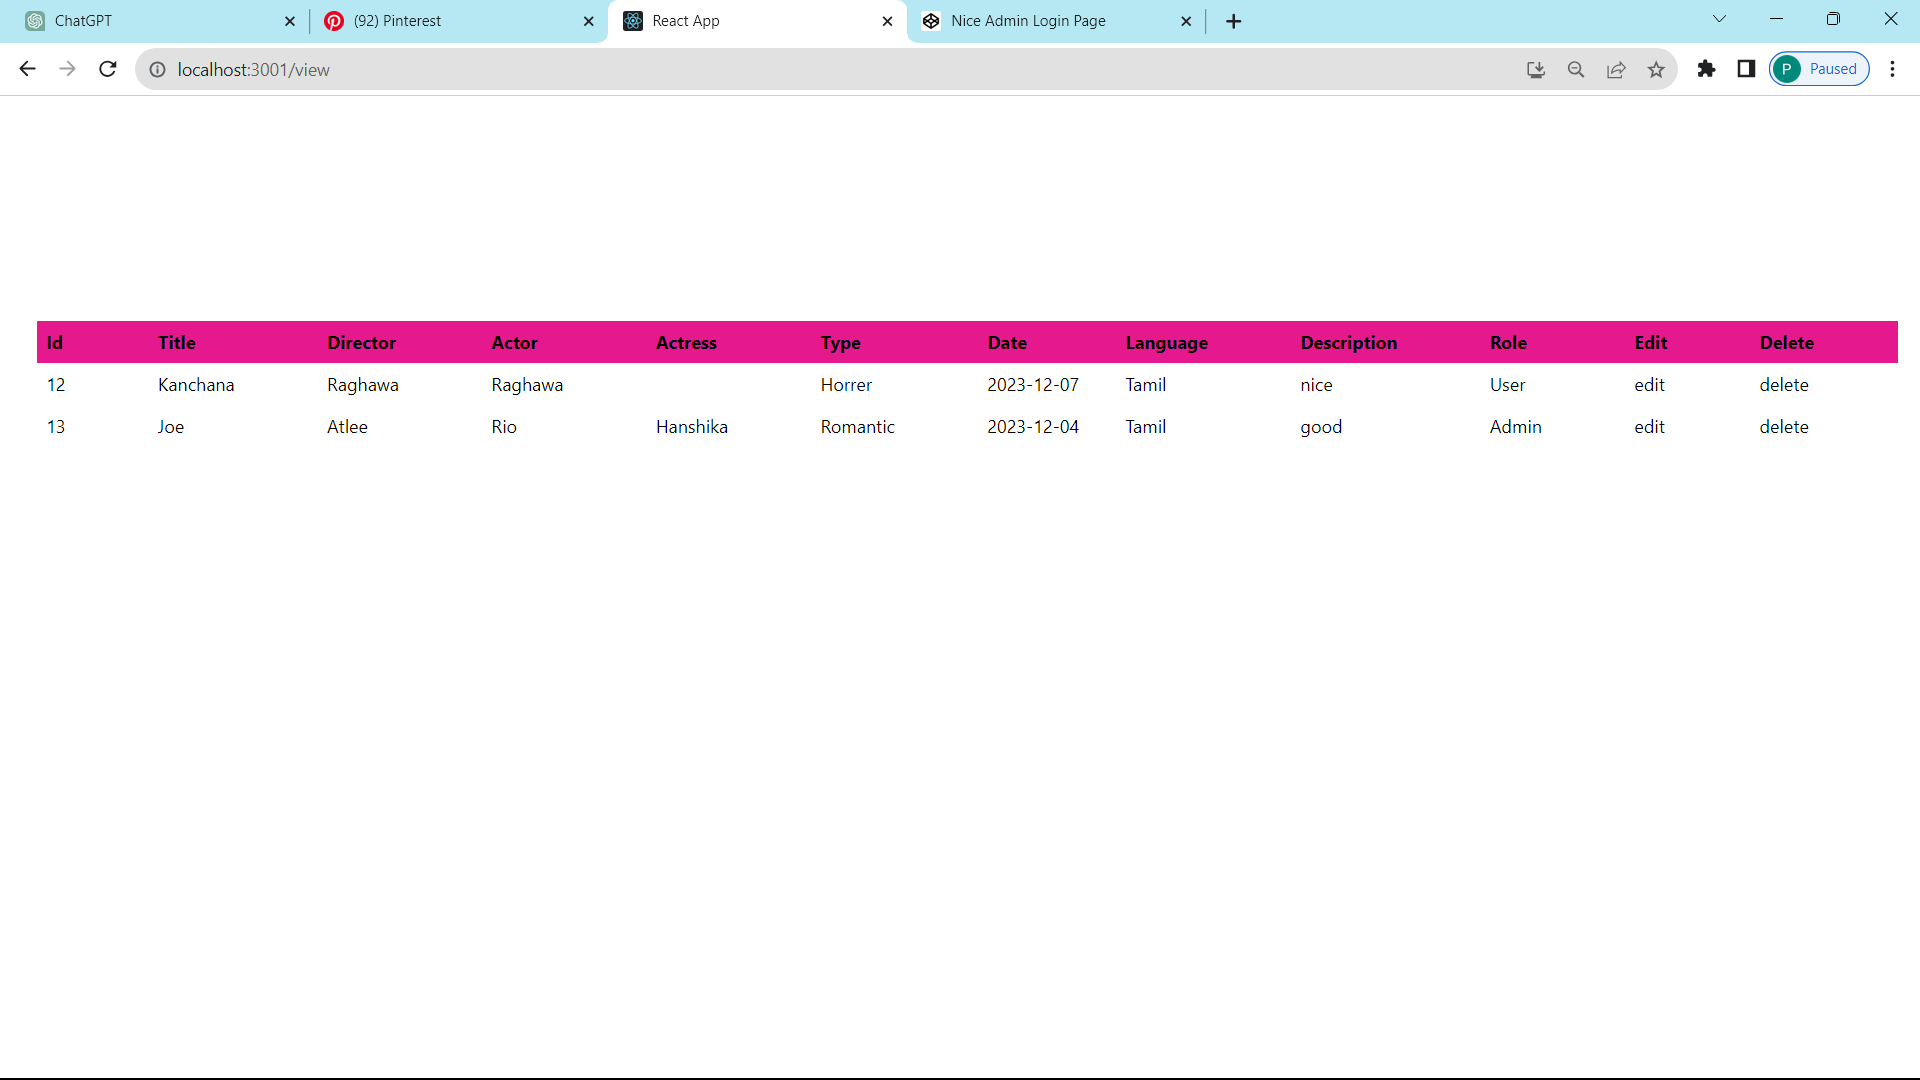 ChatGPT (92) Pinterest React App Nice Admin Login Page
localhost:3001/view P Paused
Id Title Director Actor Actress Type Date Language Description Role Edit Delete
12 Kanchana Raghawa Raghawa Horrer 2023-12-07 Tamil nice User edit delete
13 Joe Atlee Rio Hanshika Romantic 2023-12-04 Tamil good Admin edit delete